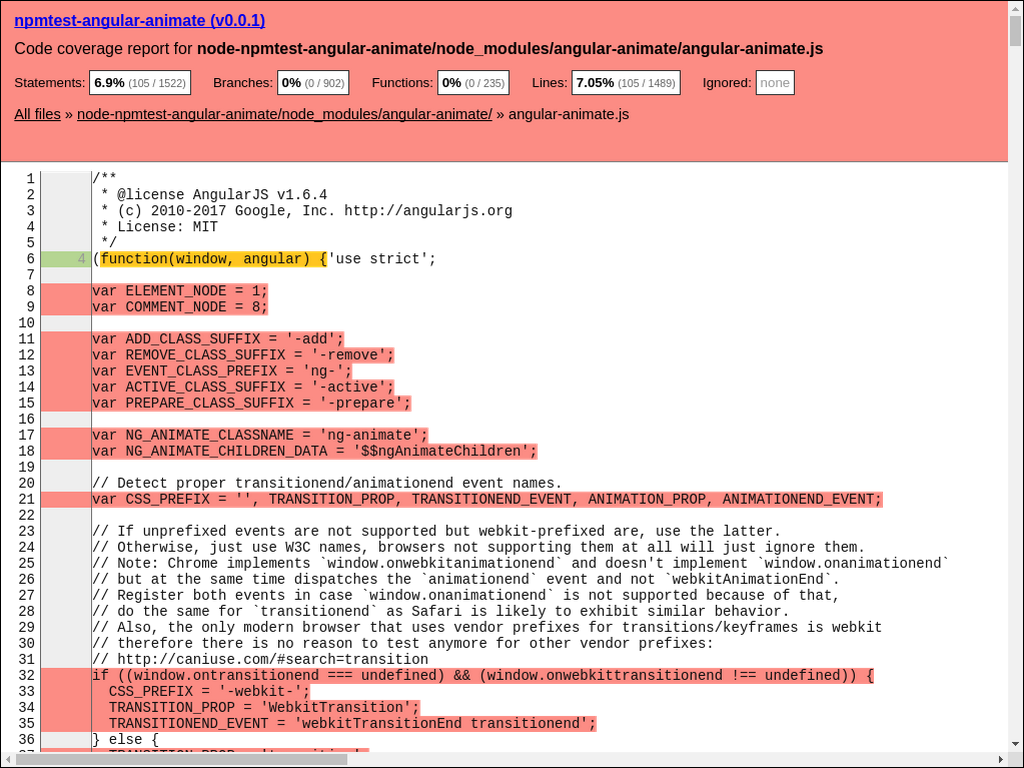 npmtest-angular-animate (v0.0.1)
Code coverage report for node-npmtest-angular-animate/node_modules/angular-animate/angular-animate.js
Statements: 6.9% (105 / 1522) Branches: 0% (0 / 902) Functions: 0% (0 / 235) Lines: 7.05% (105 / 1489) Ignored: none
All files » node-npmtest-angular-animate/node_modules/angular-animate/ » angular-animate.js
1 /**
2  * @license AngularJS v1.6.4
3  * (c) 2010-2017 Google, Inc. http://angularjs.org
4  * License: MIT
5  */
6 4 (function(window, angular) {'use strict';
7
8 var ELEMENT_NODE = 1;
9 var COMMENT_NODE = 8;
10
11 var ADD_CLASS_SUFFIX = '-add';
12 var REMOVE_CLASS_SUFFIX = '-remove';
13 var EVENT_CLASS_PREFIX = 'ng-';
14 var ACTIVE_CLASS_SUFFIX = '-active';
15 var PREPARE_CLASS_SUFFIX = '-prepare';
16
17 var NG_ANIMATE_CLASSNAME = 'ng-animate';
18 var NG_ANIMATE_CHILDREN_DATA = '$$ngAnimateChildren';
19
20 // Detect proper transitionend/animationend event names.
21 var CSS_PREFIX = '', TRANSITION_PROP, TRANSITIONEND_EVENT, ANIMATION_PROP, ANIMATIONEND_EVENT;
22
23 // If unprefixed events are not supported but webkit-prefixed are, use the latter.
24 // Otherwise, just use W3C names, browsers not supporting them at all will just ignore them.
25 // Note: Chrome implements `window.onwebkitanimationend` and doesn't implement `window.onanimationend`
26 // but at the same time dispatches the `animationend` event and not `webkitAnimationEnd`.
27 // Register both events in case `window.onanimationend` is not supported because of that,
28 // do the same for `transitionend` as Safari is likely to exhibit similar behavior.
29 // Also, the only modern browser that uses vendor prefixes for transitions/keyframes is webkit
30 // therefore there is no reason to test anymore for other vendor prefixes:
31 // http://caniuse.com/#search=transition
32 if ((window.ontransitionend === undefined) && (window.onwebkittransitionend !== undefined)) {
33   CSS_PREFIX = '-webkit-';
34   TRANSITION_PROP = 'WebkitTransition';
35   TRANSITIONEND_EVENT = 'webkitTransitionEnd transitionend';
36 } else {